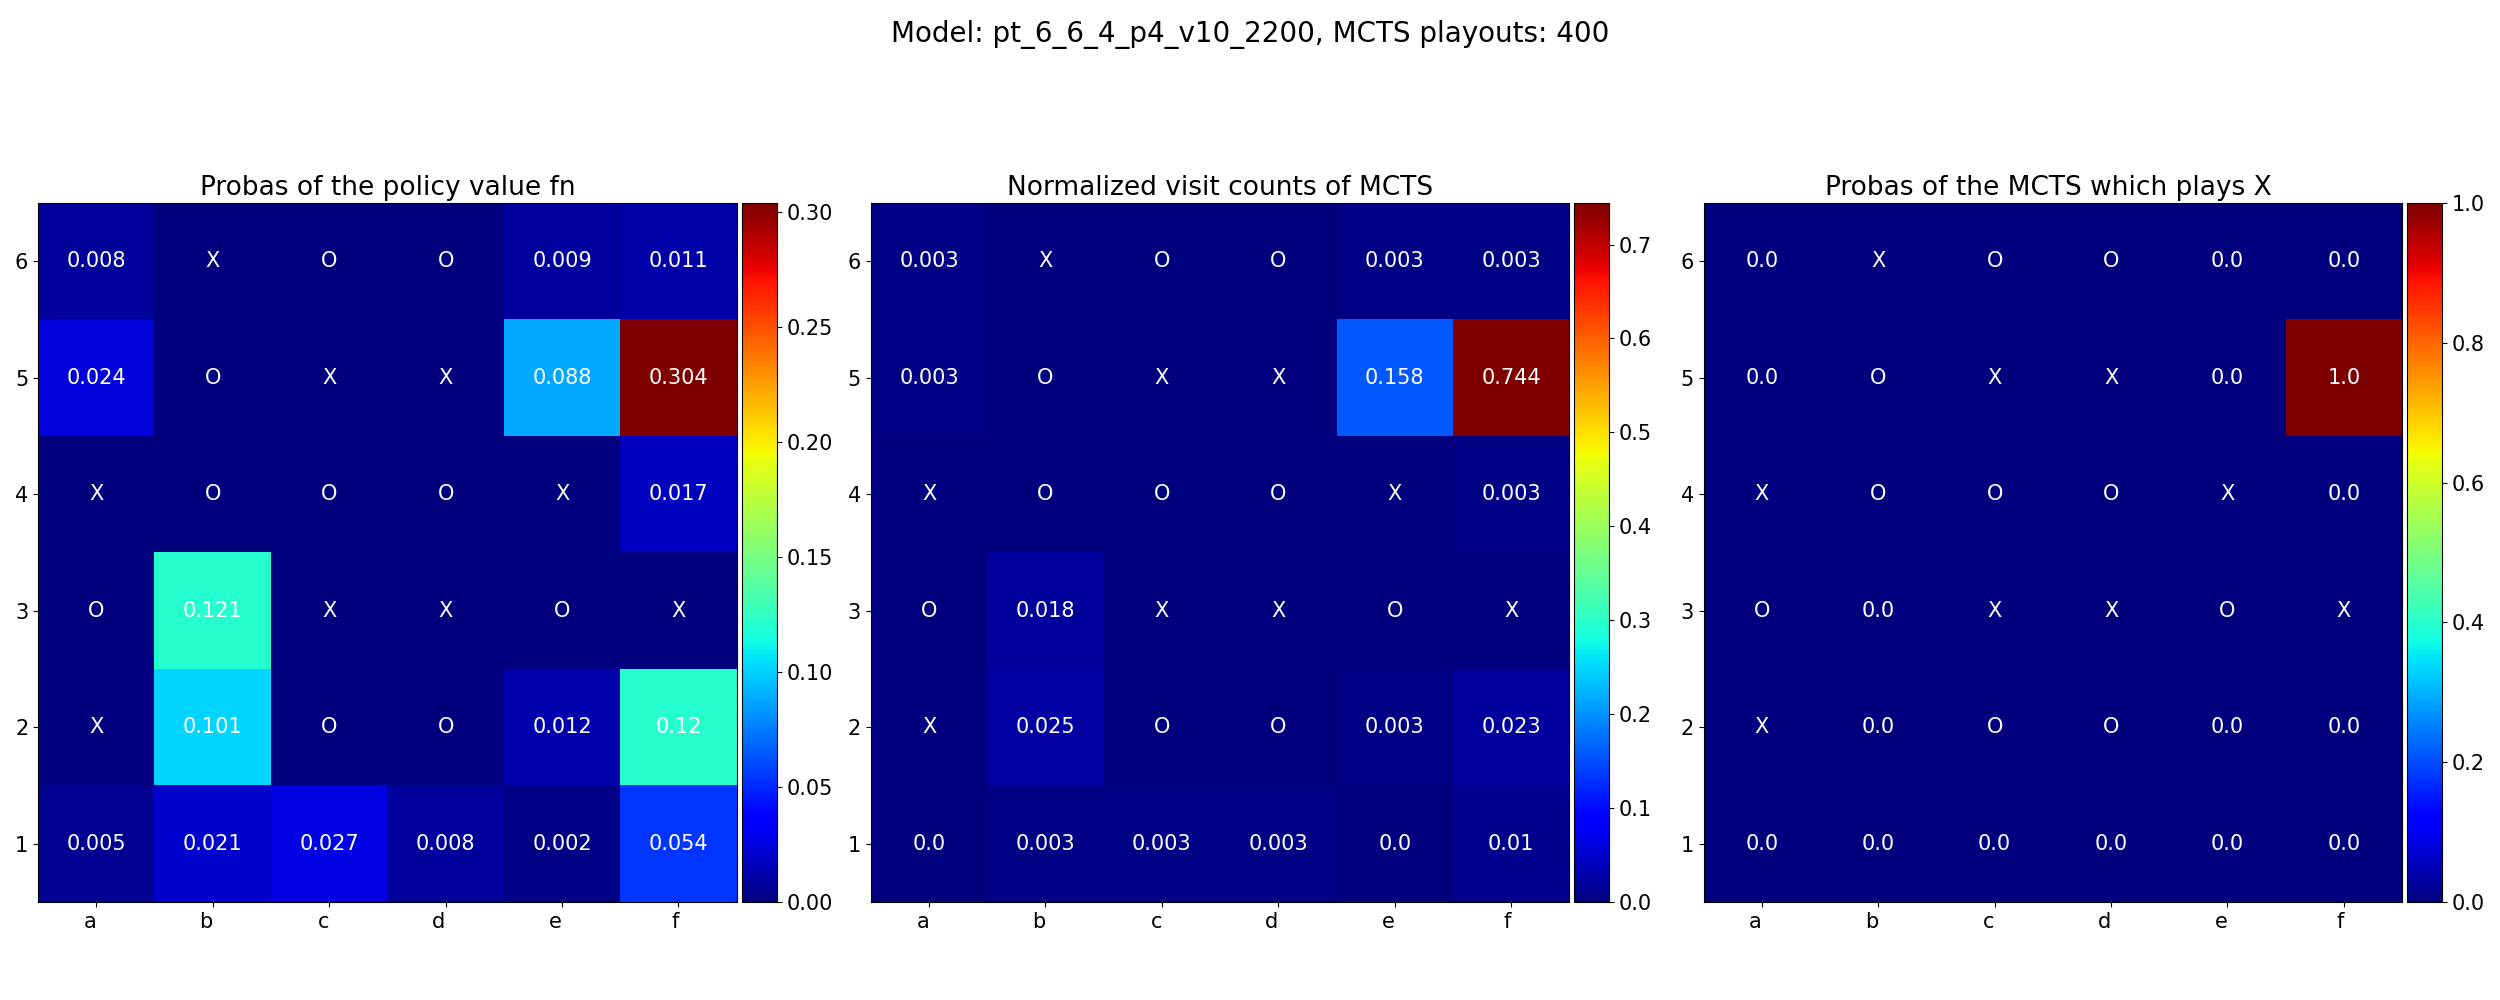 Model: pt_6_6_4_p4_v10_2200, MCTS playouts: 400
Probas of the policy value fn
6 0.008 X O O 0.009 0.011
5 0.024 O X X 0.088 0.304
4 X O O O X 0.017
3 O 0.121 X X O X
2 X 0.101 O O 0.012 0.12
1 0.005 0.021 0.027 0.008 0.002 0.054
a b c d e f
0.30
0.25
0.20
0.15
0.10
0.05
0.00
Normalized visit counts of MCTS
6 0.003 X O O 0.003 0.003
5 0.003 O X X 0.158 0.744
4 X O O O X 0.003
3 O 0.018 X X O X
2 X 0.025 O O 0.003 0.023
1 0.0 0.003 0.003 0.003 0.0 0.01
a b c d e f
0.7
0.6
0.5
0.4
0.3
0.2
0.1
0.0
Probas of the MCTS which plays X
6 0.0 X O O 0.0 0.0
5 0.0 O X X 0.0 1.0
4 X O O O X 0.0
3 O 0.0 X X O X
2 X 0.0 O O 0.0 0.0
1 0.0 0.0 0.0 0.0 0.0 0.0
a b c d e f
1.0
0.8
0.6
0.4
0.2
0.0